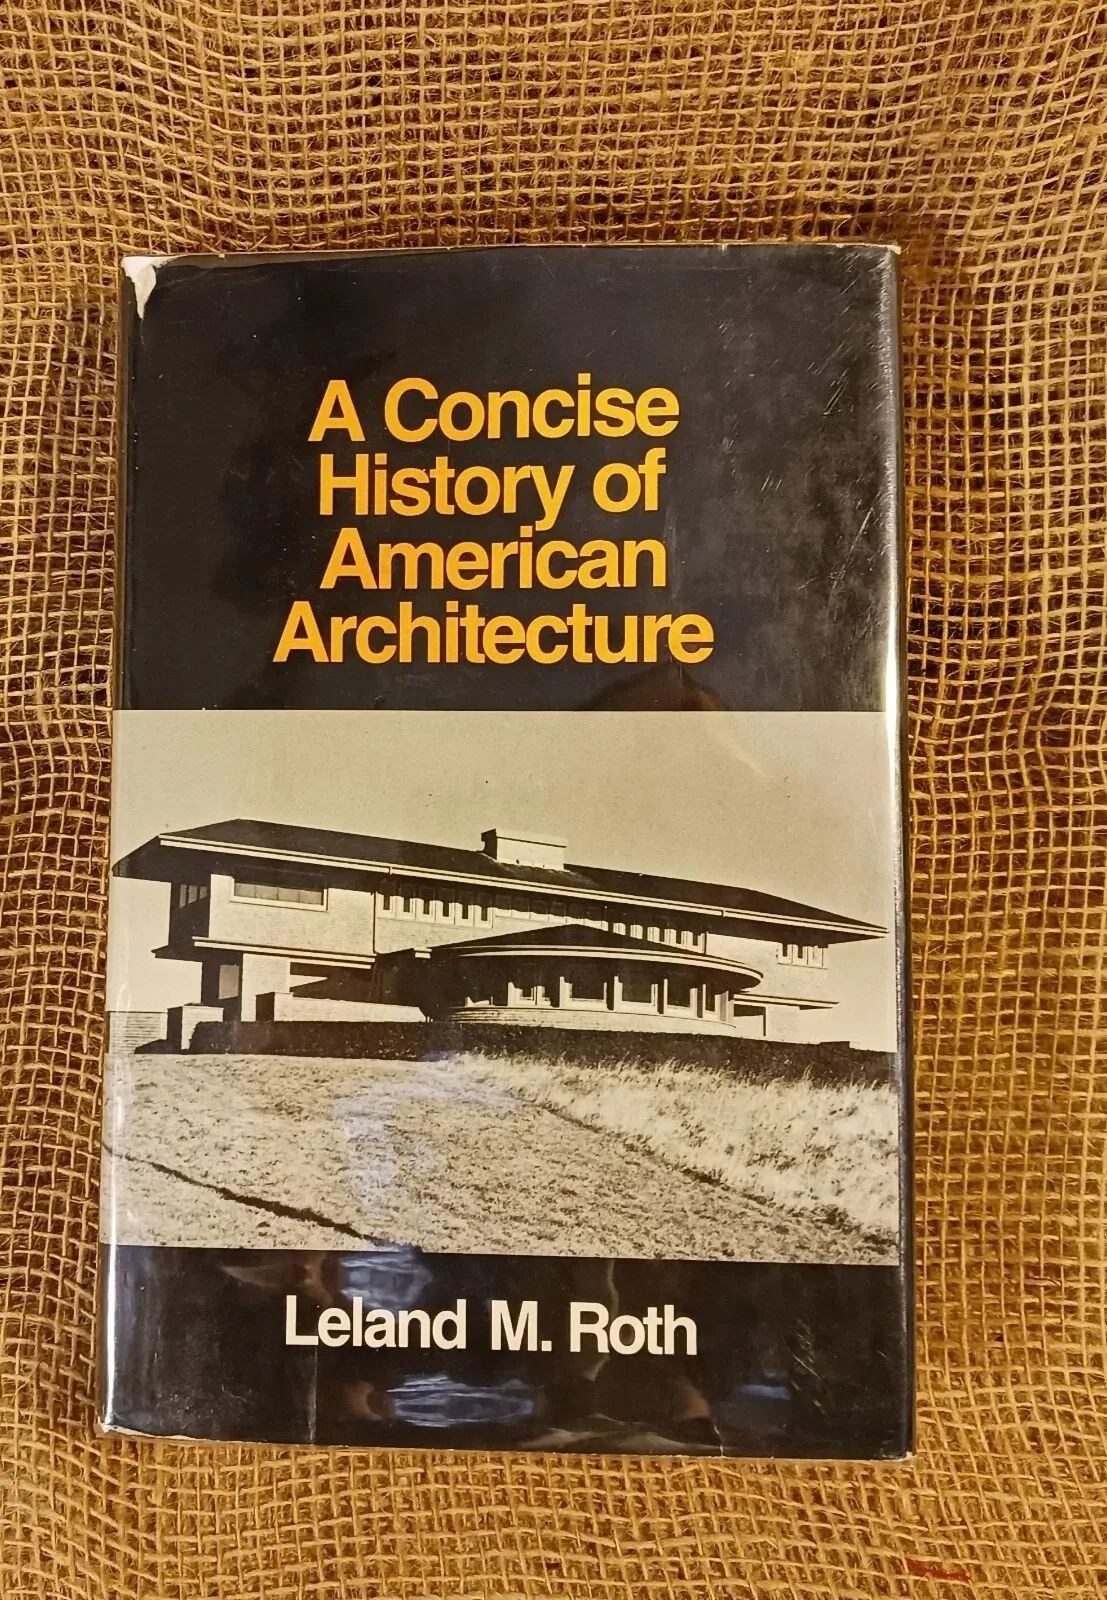 A Concise
History of
American
Architecture
Leland M. Roth